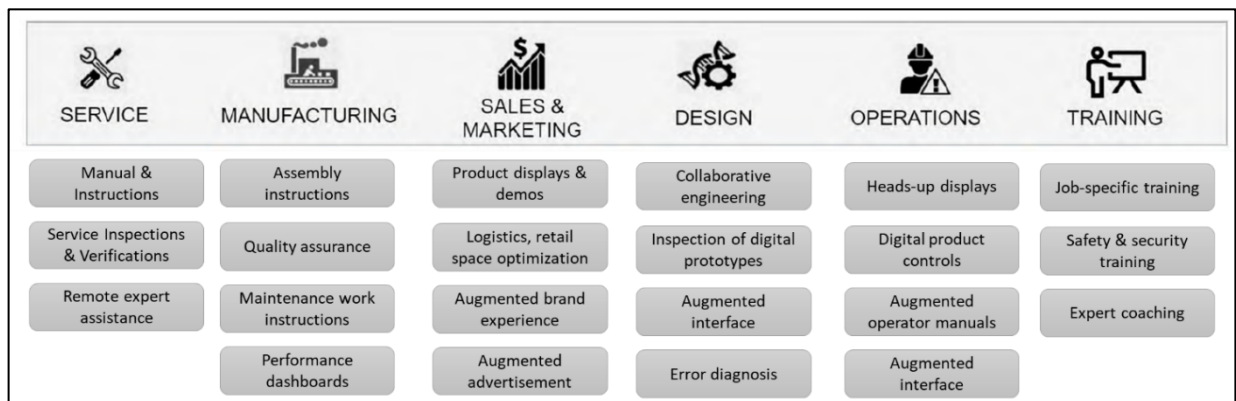 SERVICE
MANUFACTURING
SALES &
MARKETING
DESIGN
OPERATIONS
TRAINING
Manual &
Instructions
Service Inspections
& Verifications
Remote expert
assistance
Assembly
instructions
Quality assurance
Maintenance work
instructions
Performance
dashboards
Product displays &
demos
Logistics, retail
space optimization
Augmented brand
experience
Augmented
advertisement
Collaborative
engineering
Inspection of digital
prototypes
Augmented
interface
Error diagnosis
Heads-up displays
Digital product
controls
Augmented
operator manuals
Augmented
interface
Job-specific training
Safety & security
training
Expert coaching